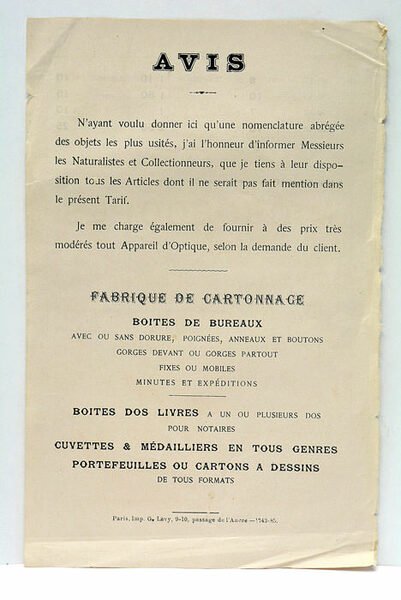 AVIS
N'ayant voulu donner ici qu'une nomenclature abrégée
des objets les plus usités, j'ai l'honneur d'informer Messieurs
les Naturalistes et Collectionneurs, que je tiens à leur dispo-
sition tous les Articles dont il ne serait pas fait mention dans
le présent Tarif.
Je me charge également de fournir à des prix très
modérés tout Appareil d'Optique, selon la demande du client.
FABRIQUE DE CARTONNAGE
BOITES DE BUREAUX
AVEC OU SANS DORURE, POIGNÉES, ANNEAUX ET BOUTONS
GORGES DEVANT OU GORGES PARTOUT
FIXES OU MOBILES
MINUTES ET EXPÉDITIONS
BOITES DOS LIVRES A UN OU PLUSIEURS DOS
POUR NOTAIRES
CUVETTES & MÉDAILLIERS EN TOUS GENRES
PORTEFEUILLES OU CARTONS A DESSINS
DE TOUS FORMATS
Paris, Imp. G. Lévy, 9-10, passage de l'Ancre —1743-85.